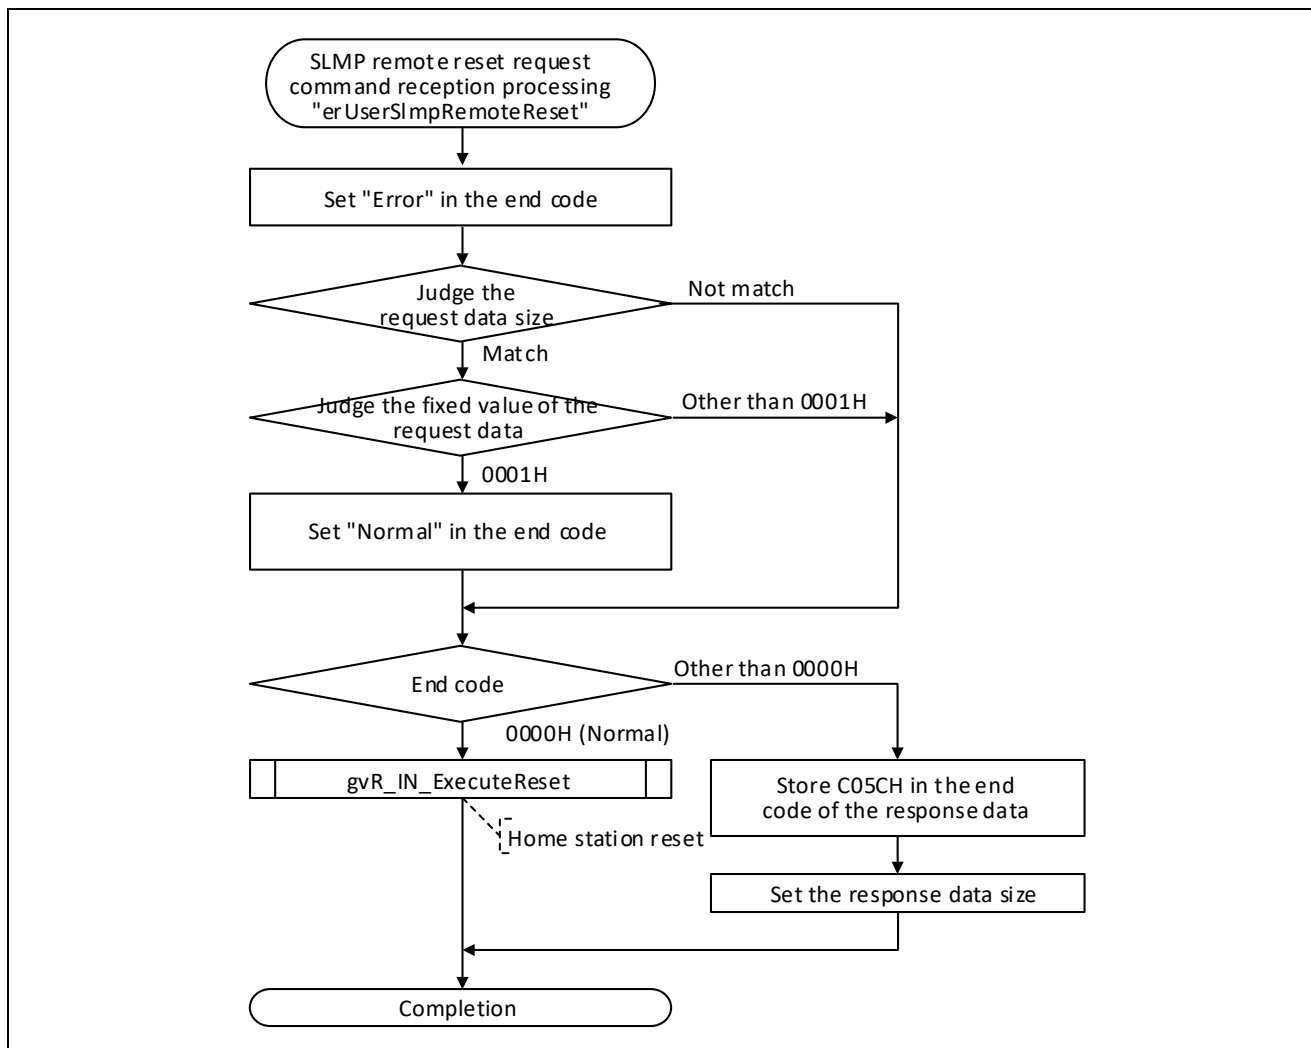 SLMP remote reset request
command reception processing
"erUserSlmpRemoteReset"
Set "Error" in the end code
Judge the
request data size
Not match
Match
Judge the fixed value of the
request data
Other than 0001H
0001H
Set "Normal" in the end code
End code
Other than 0000H
0000H (Normal)
gvR_IN_ExecuteReset
Home station reset
Store C05CH in the end
code of the response data
Set the response data size
Completion